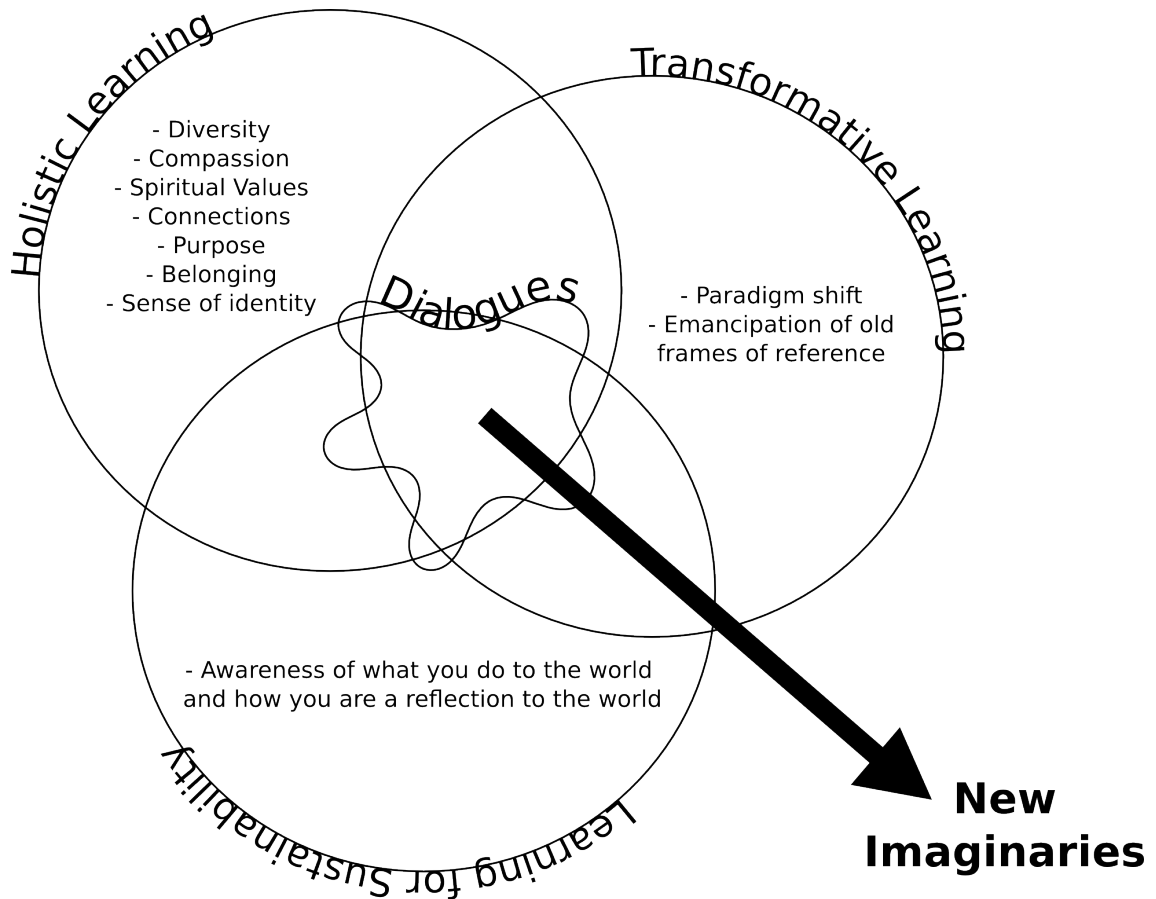 Holistic Learning
- Diversity
- Compassion
- Spiritual Values
- Connections
- Purpose
- Belonging
- Sense of identity
Transformative Learning
- Paradigm shift
- Emancipation of old
frames of reference
Dialogues
- Awareness of what you do to the world
and how you are a reflection to the world
Learning for Sustainability
New
Imaginaries